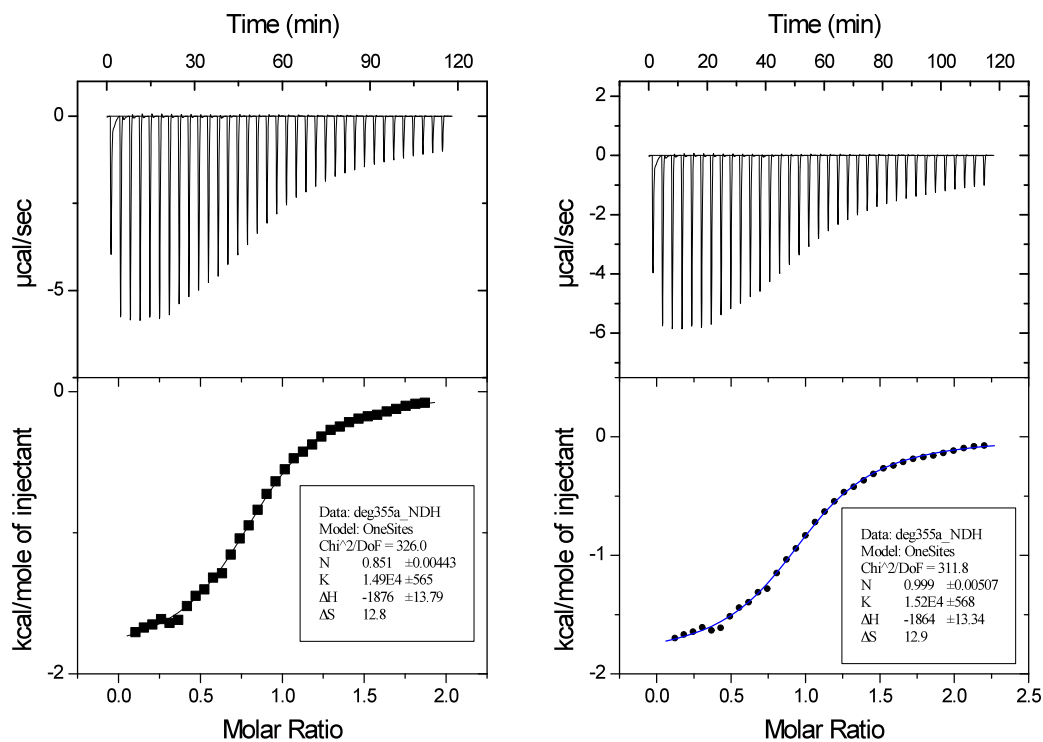 Time (min)
0 30 60 90 120
0
-5
µcal/sec
0
-2
kcal/mole of injectant
Data: deg355a_NDH
Model: OneSites
Chi^2/DoF = 326.0
N 0.851 ±0.00443
K 1.49E4 ±565
ΔH -1876 ±13.79
ΔS 12.8
0.0 0.5 1.0 1.5 2.0
Molar Ratio
Time (min)
0 20 40 60 80 100 120
2
0
-2
-4
-6
µcal/sec
0
-1
-2
kcal/mole of injectant
Data: deg355a_NDH
Model: OneSites
Chi^2/DoF = 311.8
N 0.999 ±0.00507
K 1.52E4 ±568
ΔH -1864 ±13.34
ΔS 12.9
0.0 0.5 1.0 1.5 2.0 2.5
Molar Ratio